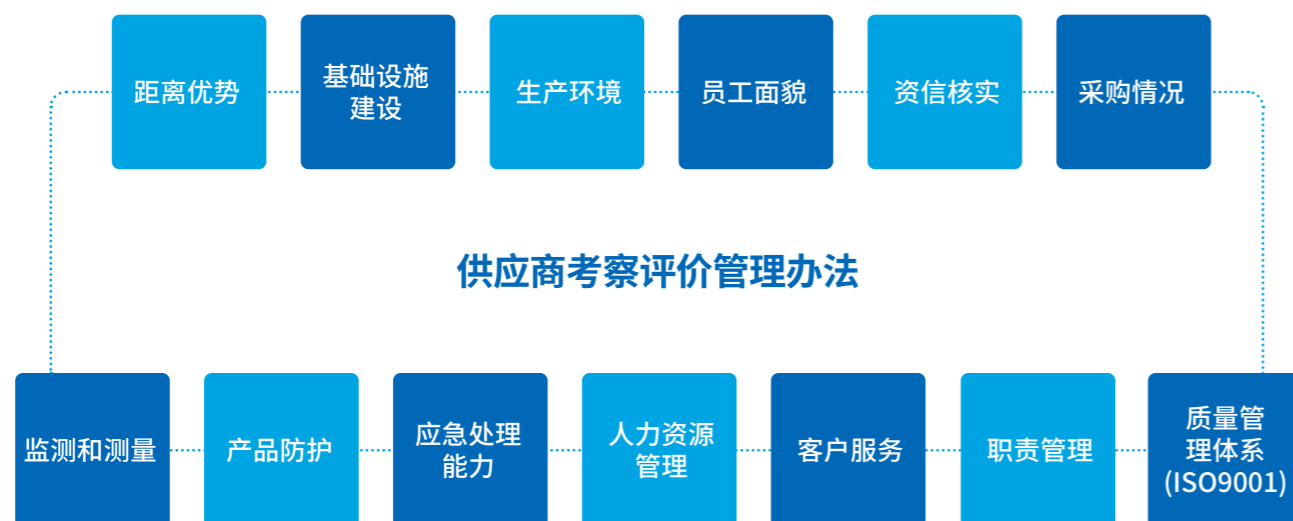 距离优势
基础设施
建设
生产环境
员工面貌
资信核实
采购情况
供应商考察评价管理办法
监测和测量
产品防护
应急处理
能力
人力资源
管理
客户服务
职责管理
质量管
理体系
(ISO9001)